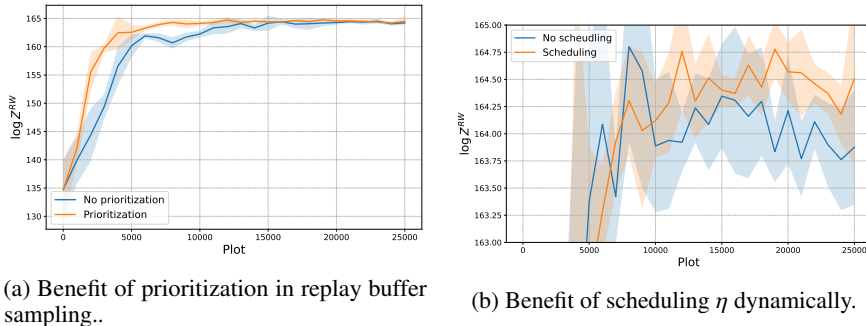 165
160
155
150
145
140
135
130
log Z^RW
No prioritization
Prioritization
0 5000 10000 15000 20000 25000
Plot
(a) Benefit of prioritization in replay buffer
sampling..
165.00
164.75
164.50
164.25
164.00
163.75
163.50
163.25
163.00
log Z^RW
No scheudling
Scheduling
0 5000 10000 15000 20000 25000
Plot
(b) Benefit of scheduling η dynamically.